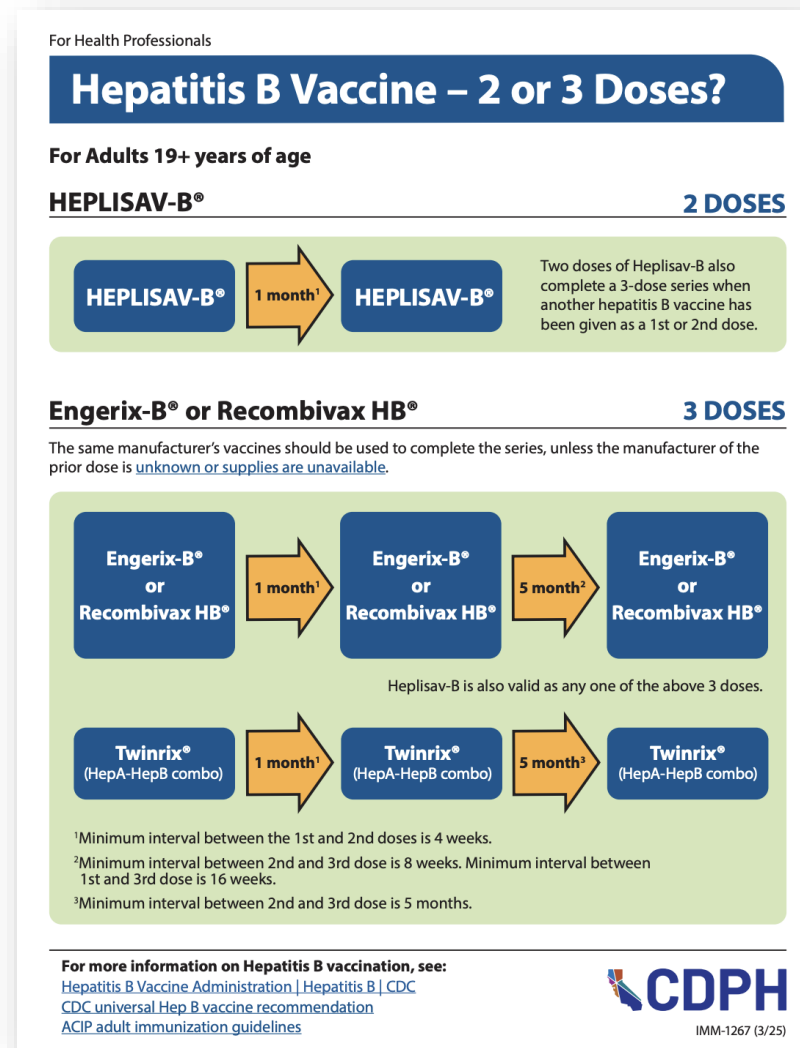 For Health Professionals
Hepatitis B Vaccine – 2 or 3 Doses?
For Adults 19+ years of age
HEPLISAV-B® 2 DOSES
HEPLISAV-B®
1 month¹
HEPLISAV-B®
Two doses of Heplisav-B also
complete a 3-dose series when
another hepatitis B vaccine has
been given as a 1st or 2nd dose.
Engerix-B® or Recombivax HB® 3 DOSES
The same manufacturer’s vaccines should be used to complete the series, unless the manufacturer of the
prior dose is unknown or supplies are unavailable.
Engerix-B®
or
Recombivax HB®
1 month¹
Engerix-B®
or
Recombivax HB®
5 month²
Engerix-B®
or
Recombivax HB®
Heplisav-B is also valid as any one of the above 3 doses.
Twinrix®
(HepA-HepB combo)
1 month¹
Twinrix®
(HepA-HepB combo)
5 month³
Twinrix®
(HepA-HepB combo)
¹Minimum interval between the 1st and 2nd doses is 4 weeks.
²Minimum interval between 2nd and 3rd dose is 8 weeks. Minimum interval between
1st and 3rd dose is 16 weeks.
³Minimum interval between 2nd and 3rd dose is 5 months.
For more information on Hepatitis B vaccination, see:
Hepatitis B Vaccine Administration | Hepatitis B | CDC
CDC universal Hep B vaccine recommendation
ACIP adult immunization guidelines
CDPH
IMM-1267 (3/25)